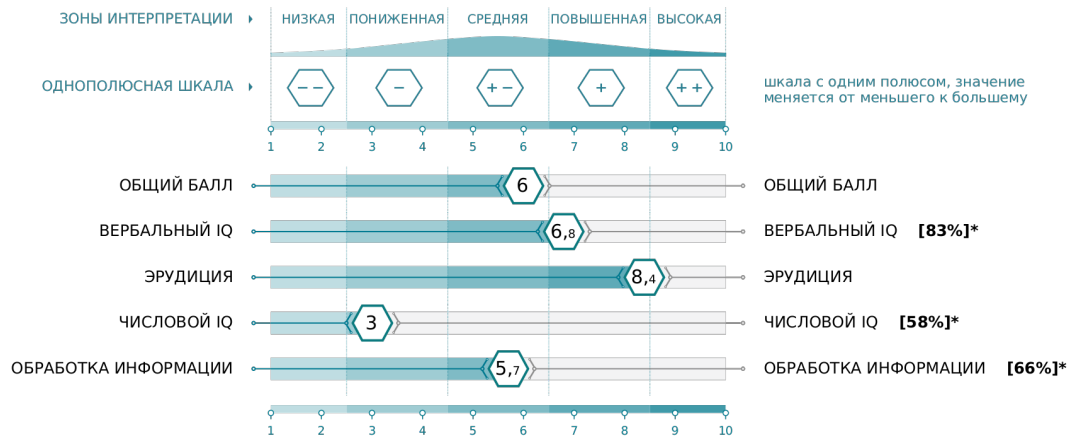 ЗОНЫ ИНТЕРПРЕТАЦИИ НИЗКАЯ ПОНИЖЕННАЯ СРЕДНЯЯ ПОВЫШЕННАЯ ВЫСОКАЯ
ОДНОПОЛЮСНАЯ ШКАЛА − − − + − + + + шкала с одним полюсом, значение
меняется от меньшего к большему
1 2 3 4 5 6 7 8 9 10
ОБЩИЙ БАЛЛ 6 ОБЩИЙ БАЛЛ
ВЕРБАЛЬНЫЙ IQ 6,8 ВЕРБАЛЬНЫЙ IQ [83%]*
ЭРУДИЦИЯ 8,4 ЭРУДИЦИЯ
ЧИСЛОВОЙ IQ 3 ЧИСЛОВОЙ IQ [58%]*
ОБРАБОТКА ИНФОРМАЦИИ 5,7 ОБРАБОТКА ИНФОРМАЦИИ [66%]*
1 2 3 4 5 6 7 8 9 10